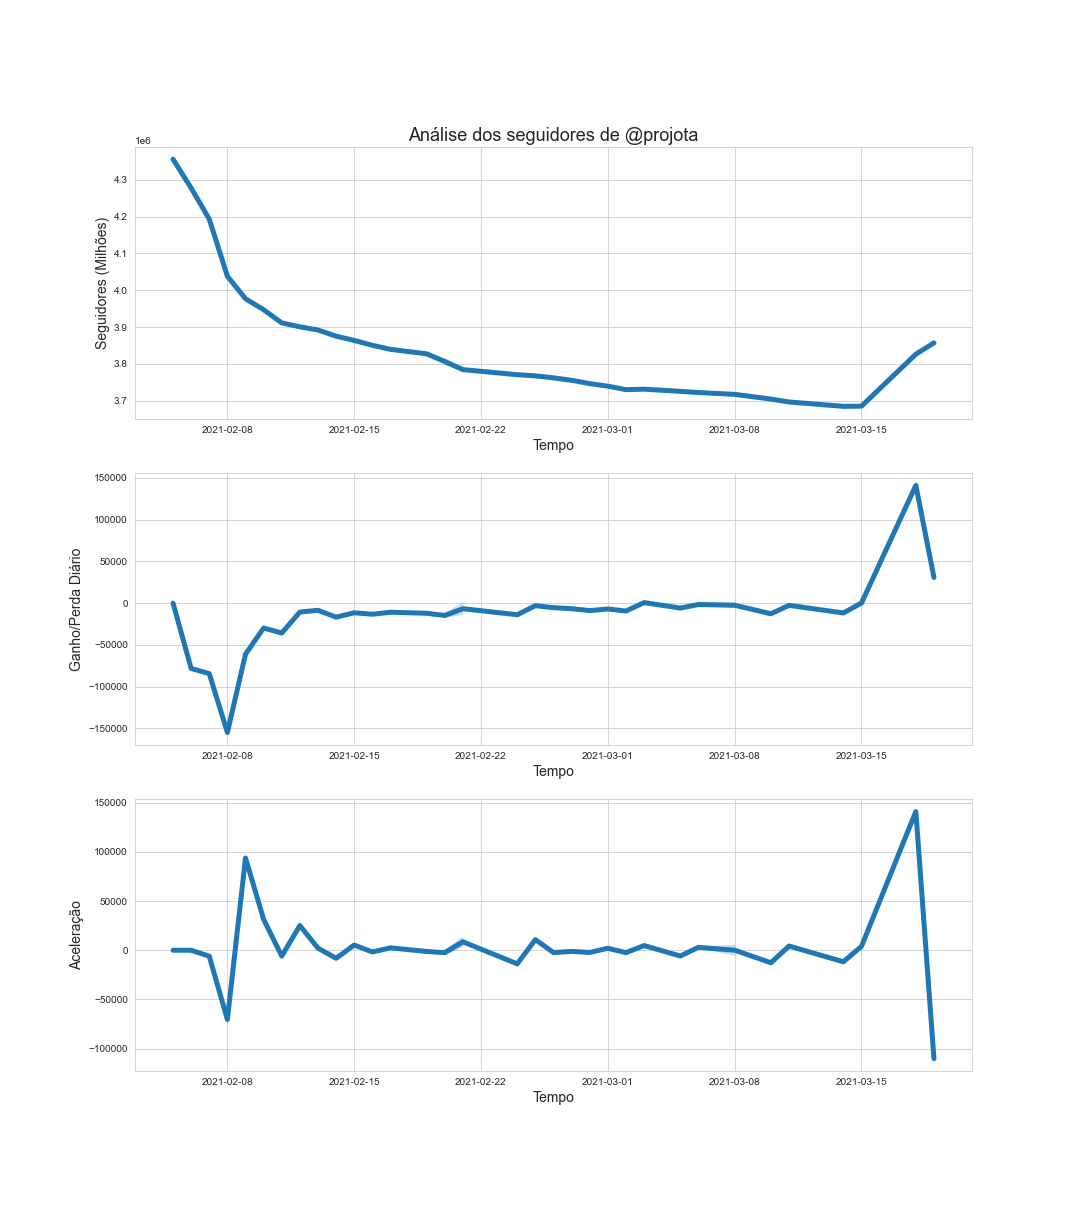 Análise dos seguidores de @projota
1e6
Seguidores (Milhões)
4.3
4.2
4.1
4.0
3.9
3.8
3.7
2021-02-08 2021-02-15 2021-02-22 2021-03-01 2021-03-08 2021-03-15
Tempo
Ganho/Perda Diário
150000
100000
50000
0
−50000
−100000
−150000
2021-02-08 2021-02-15 2021-02-22 2021-03-01 2021-03-08 2021-03-15
Tempo
Aceleração
150000
100000
50000
0
−50000
−100000
2021-02-08 2021-02-15 2021-02-22 2021-03-01 2021-03-08 2021-03-15
Tempo